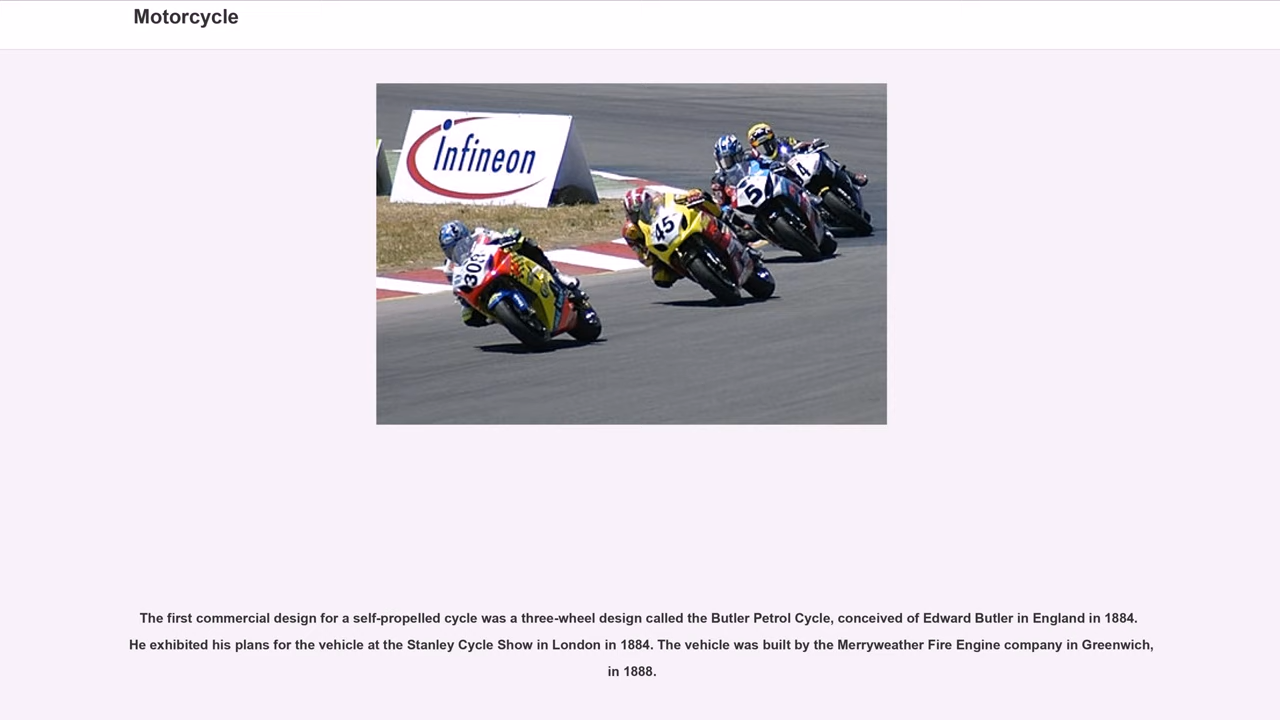 Motorcycle
Infineon
4
5
45
308
The first commercial design for a self-propelled cycle was a three-wheel design called the Butler Petrol Cycle, conceived of Edward Butler in England in 1884.
He exhibited his plans for the vehicle at the Stanley Cycle Show in London in 1884. The vehicle was built by the Merryweather Fire Engine company in Greenwich,
in 1888.